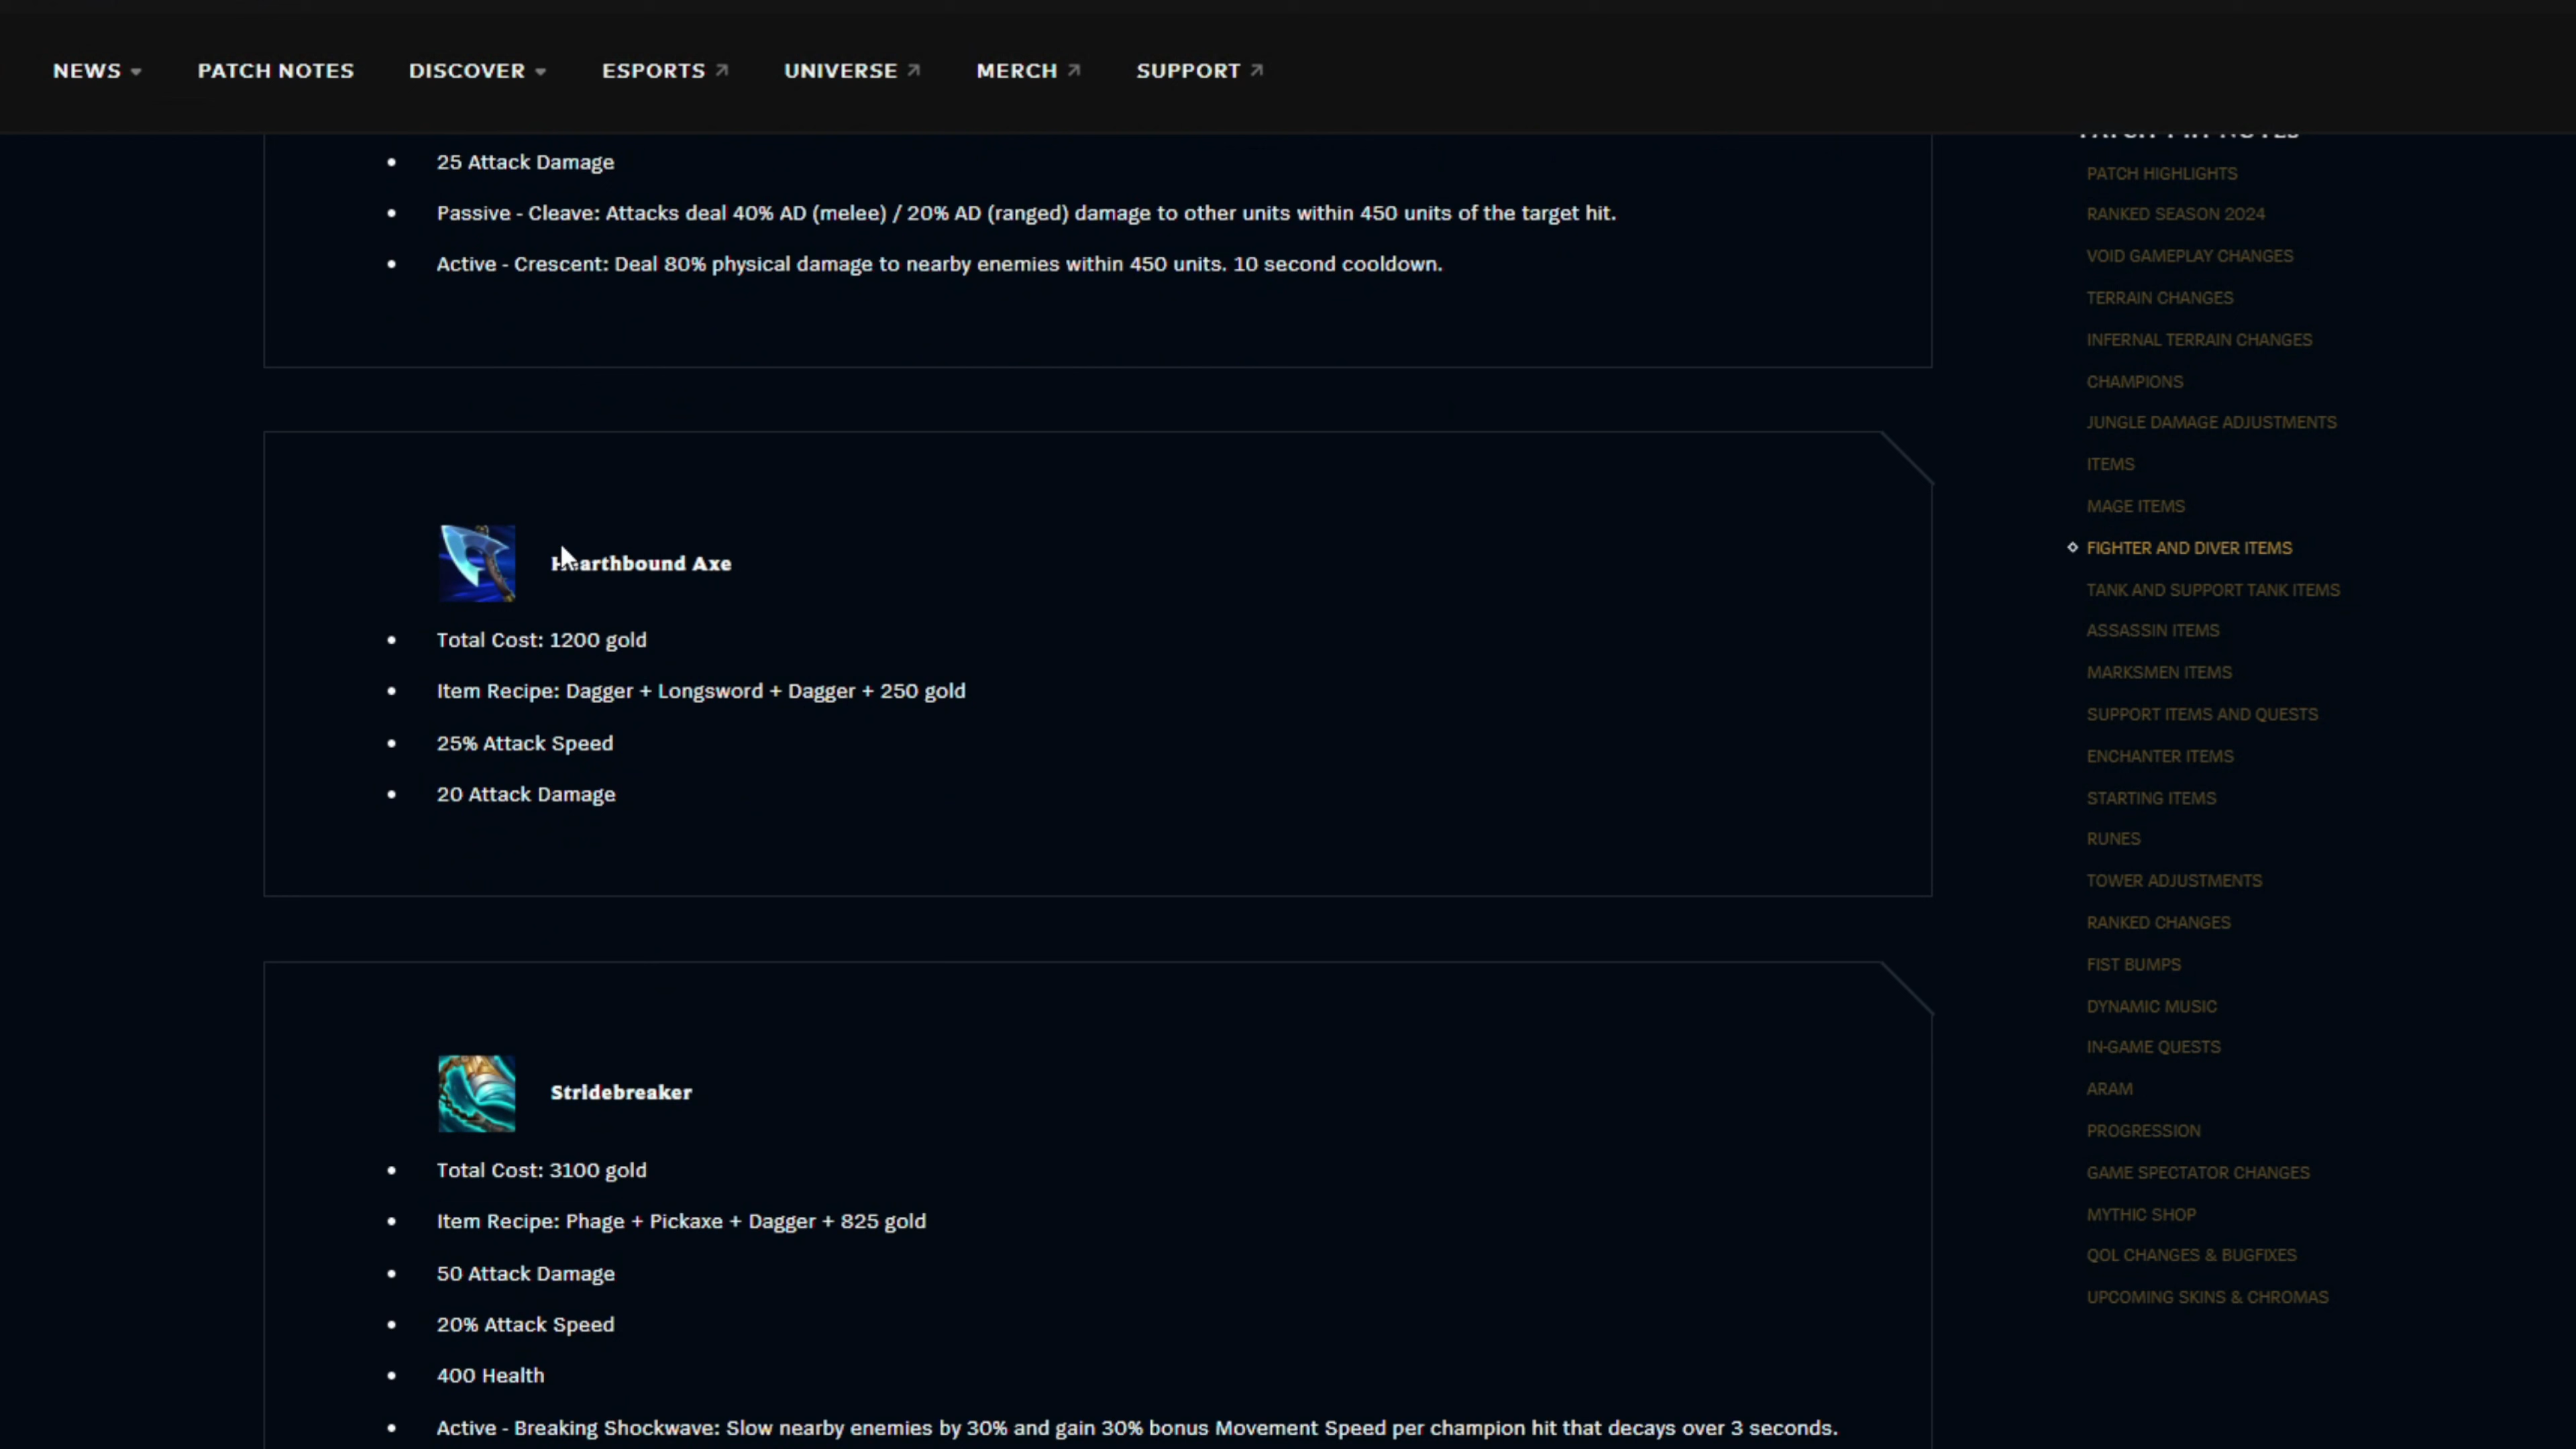 NEWS PATCH NOTES DISCOVER ESPORTS UNIVERSE MERCH SUPPORT
25 Attack Damage
Passive - Cleave: Attacks deal 40% AD (melee) / 20% AD (ranged) damage to other units within 450 units of the target hit.
Active - Crescent: Deal 80% physical damage to nearby enemies within 450 units. 10 second cooldown.
Hearthbound Axe
Total Cost: 1200 gold
Item Recipe: Dagger + Longsword + Dagger + 250 gold
25% Attack Speed
20 Attack Damage
Stridebreaker
Total Cost: 3100 gold
Item Recipe: Phage + Pickaxe + Dagger + 825 gold
50 Attack Damage
20% Attack Speed
400 Health
Active - Breaking Shockwave: Slow nearby enemies by 30% and gain 30% bonus Movement Speed per champion hit that decays over 3 seconds.
PATCH NOTES
PATCH HIGHLIGHTS
RANKED SEASON 2024
VOID GAMEPLAY CHANGES
TERRAIN CHANGES
INFERNAL TERRAIN CHANGES
CHAMPIONS
JUNGLE DAMAGE ADJUSTMENTS
ITEMS
MAGE ITEMS
FIGHTER AND DIVER ITEMS
TANK AND SUPPORT TANK ITEMS
ASSASSIN ITEMS
MARKSMEN ITEMS
SUPPORT ITEMS AND QUESTS
ENCHANTER ITEMS
STARTING ITEMS
RUNES
TOWER ADJUSTMENTS
RANKED CHANGES
FIST BUMPS
DYNAMIC MUSIC
IN-GAME QUESTS
ARAM
PROGRESSION
GAME SPECTATOR CHANGES
MYTHIC SHOP
QOL CHANGES & BUGFIXES
UPCOMING SKINS & CHROMAS